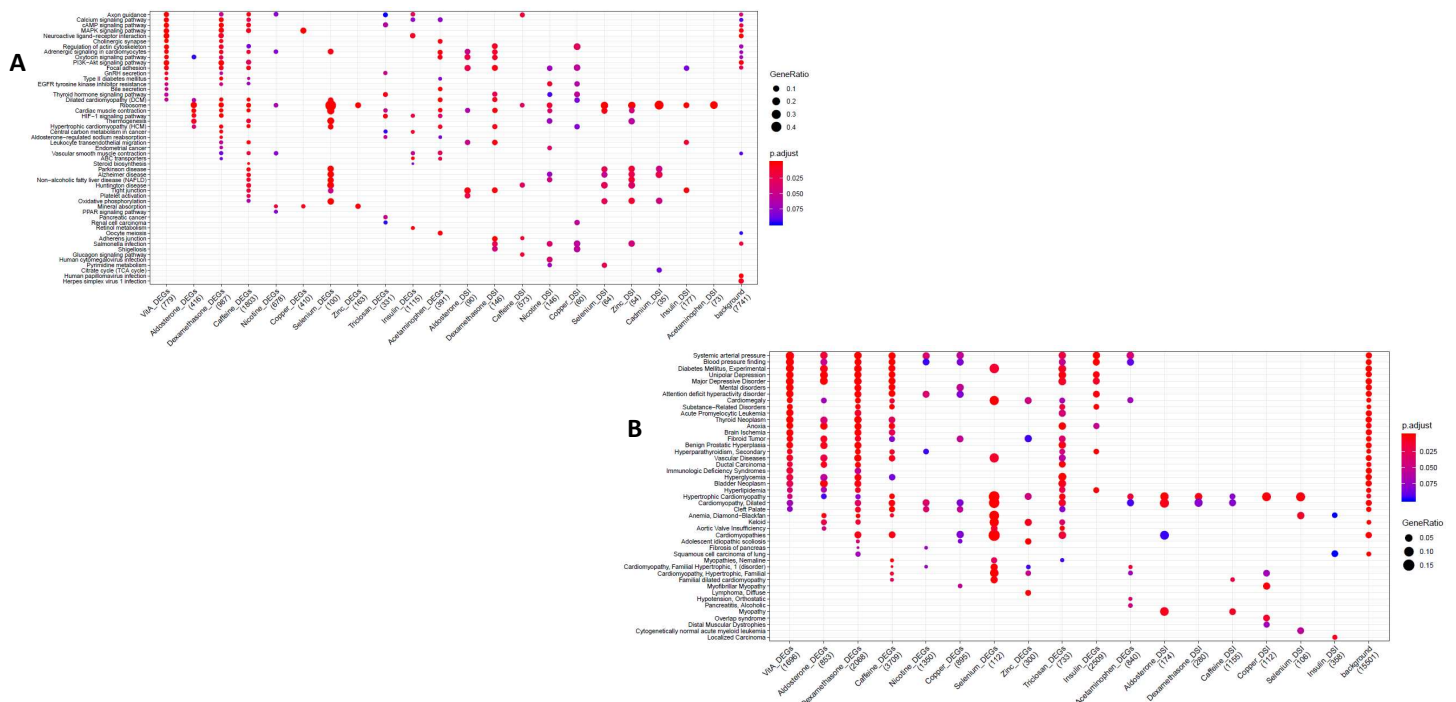 A
Axon guidance
Calcium signaling pathway
cAMP signaling pathway
MAPK signaling pathway
Neuroactive ligand−receptor interaction
Cholinergic synapse
Regulation of actin cytoskeleton
Adrenergic signaling in cardiomyocytes
Oxytocin signaling pathway
PI3K−Akt signaling pathway
Focal adhesion
GnRH secretion
Type II diabetes mellitus
EGFR tyrosine kinase inhibitor resistance
Bile secretion
Thyroid hormone signaling pathway
Dilated cardiomyopathy (DCM)
Ribosome
Cardiac muscle contraction
HIF−1 signaling pathway
Thermogenesis
Hypertrophic cardiomyopathy (HCM)
Central carbon metabolism in cancer
Aldosterone−regulated sodium reabsorption
Leukocyte transendothelial migration
Endometrial cancer
Vascular smooth muscle contraction
ABC transporters
Steroid biosynthesis
Parkinson disease
Alzheimer disease
Non−alcoholic fatty liver disease (NAFLD)
Huntington disease
Tight junction
Platelet activation
Oxidative phosphorylation
Mineral absorption
PPAR signaling pathway
Pancreatic cancer
Renal cell carcinoma
Retinol metabolism
Oocyte meiosis
Adherens junction
Salmonella infection
Shigellosis
Glucagon signaling pathway
Human cytomegalovirus infection
Pyrimidine metabolism
Citrate cycle (TCA cycle)
Human papillomavirus infection
Herpes simplex virus 1 infection
VitA_DEGs
(779)
Aldosterone_DEGs
(416)
Dexamethasone_DEGs
(987)
Caffeine_DEGs
(1803)
Nicotine_DEGs
(678)
Copper_DEGs
(410)
Selenium_DEGs
(100)
Zinc_DEGs
(163)
Triclosan_DEGs
(331)
Insulin_DEGs
(1115)
Acetaminophen_DEGs
(391)
Aldosterone_DSI
(90)
Dexamethasone_DSI
(146)
Caffeine_DSI
(573)
Nicotine_DSI
(146)
Copper_DSI
(60)
Selenium_DSI
(64)
Zinc_DSI
(54)
Cadmium_DSI
(35)
Insulin_DSI
(177)
Acetaminophen_DSI
(73)
background
(7741)
GeneRatio
0.1
0.2
0.3
0.4
p.adjust
0.025
0.050
0.075
B
Systemic arterial pressure
Blood pressure finding
Diabetes Mellitus, Experimental
Unipolar Depression
Major Depressive Disorder
Mental disorders
Attention deficit hyperactivity disorder
Cardiomegaly
Substance−Related Disorders
Acute Promyelocytic Leukemia
Thyroid Neoplasm
Anoxia
Brain Ischemia
Fibroid Tumor
Benign Prostatic Hyperplasia
Hyperparathyroidism, Secondary
Vascular Diseases
Ductal Carcinoma
Immunologic Deficiency Syndromes
Hyperglycemia
Bladder Neoplasm
Hyperlipidemia
Hypertrophic Cardiomyopathy
Cardiomyopathy, Dilated
Cleft Palate
Anemia, Diamond−Blackfan
Keloid
Aortic Valve Insufficiency
Cardiomyopathies
Adolescent idiopathic scoliosis
Fibrosis of pancreas
Squamous cell carcinoma of lung
Myopathies, Nemaline
Cardiomyopathy, Familial Hypertrophic, 1 (disorder)
Cardiomyopathy, Hypertrophic, Familial
Familial dilated cardiomyopathy
Myofibrillar Myopathy
Lymphoma, Diffuse
Hypotension, Orthostatic
Pancreatitis, Alcoholic
Myopathy
Overlap syndrome
Distal Muscular Dystrophies
Cytogenetically normal acute myeloid leukemia
Localized Carcinoma
VitA_DEGs
(1696)
Aldosterone_DEGs
(853)
Dexamethasone_DEGs
(2068)
Caffeine_DEGs
(3709)
Nicotine_DEGs
(1350)
Copper_DEGs
(895)
Selenium_DEGs
(112)
Zinc_DEGs
(300)
Triclosan_DEGs
(733)
Insulin_DEGs
(2509)
Acetaminophen_DEGs
(840)
Aldosterone_DSI
(174)
Dexamethasone_DSI
(280)
Caffeine_DSI
(1155)
Copper_DSI
(112)
Selenium_DSI
(106)
Insulin_DSI
(358)
background
(15501)
p.adjust
0.025
0.050
0.075
GeneRatio
0.05
0.10
0.15